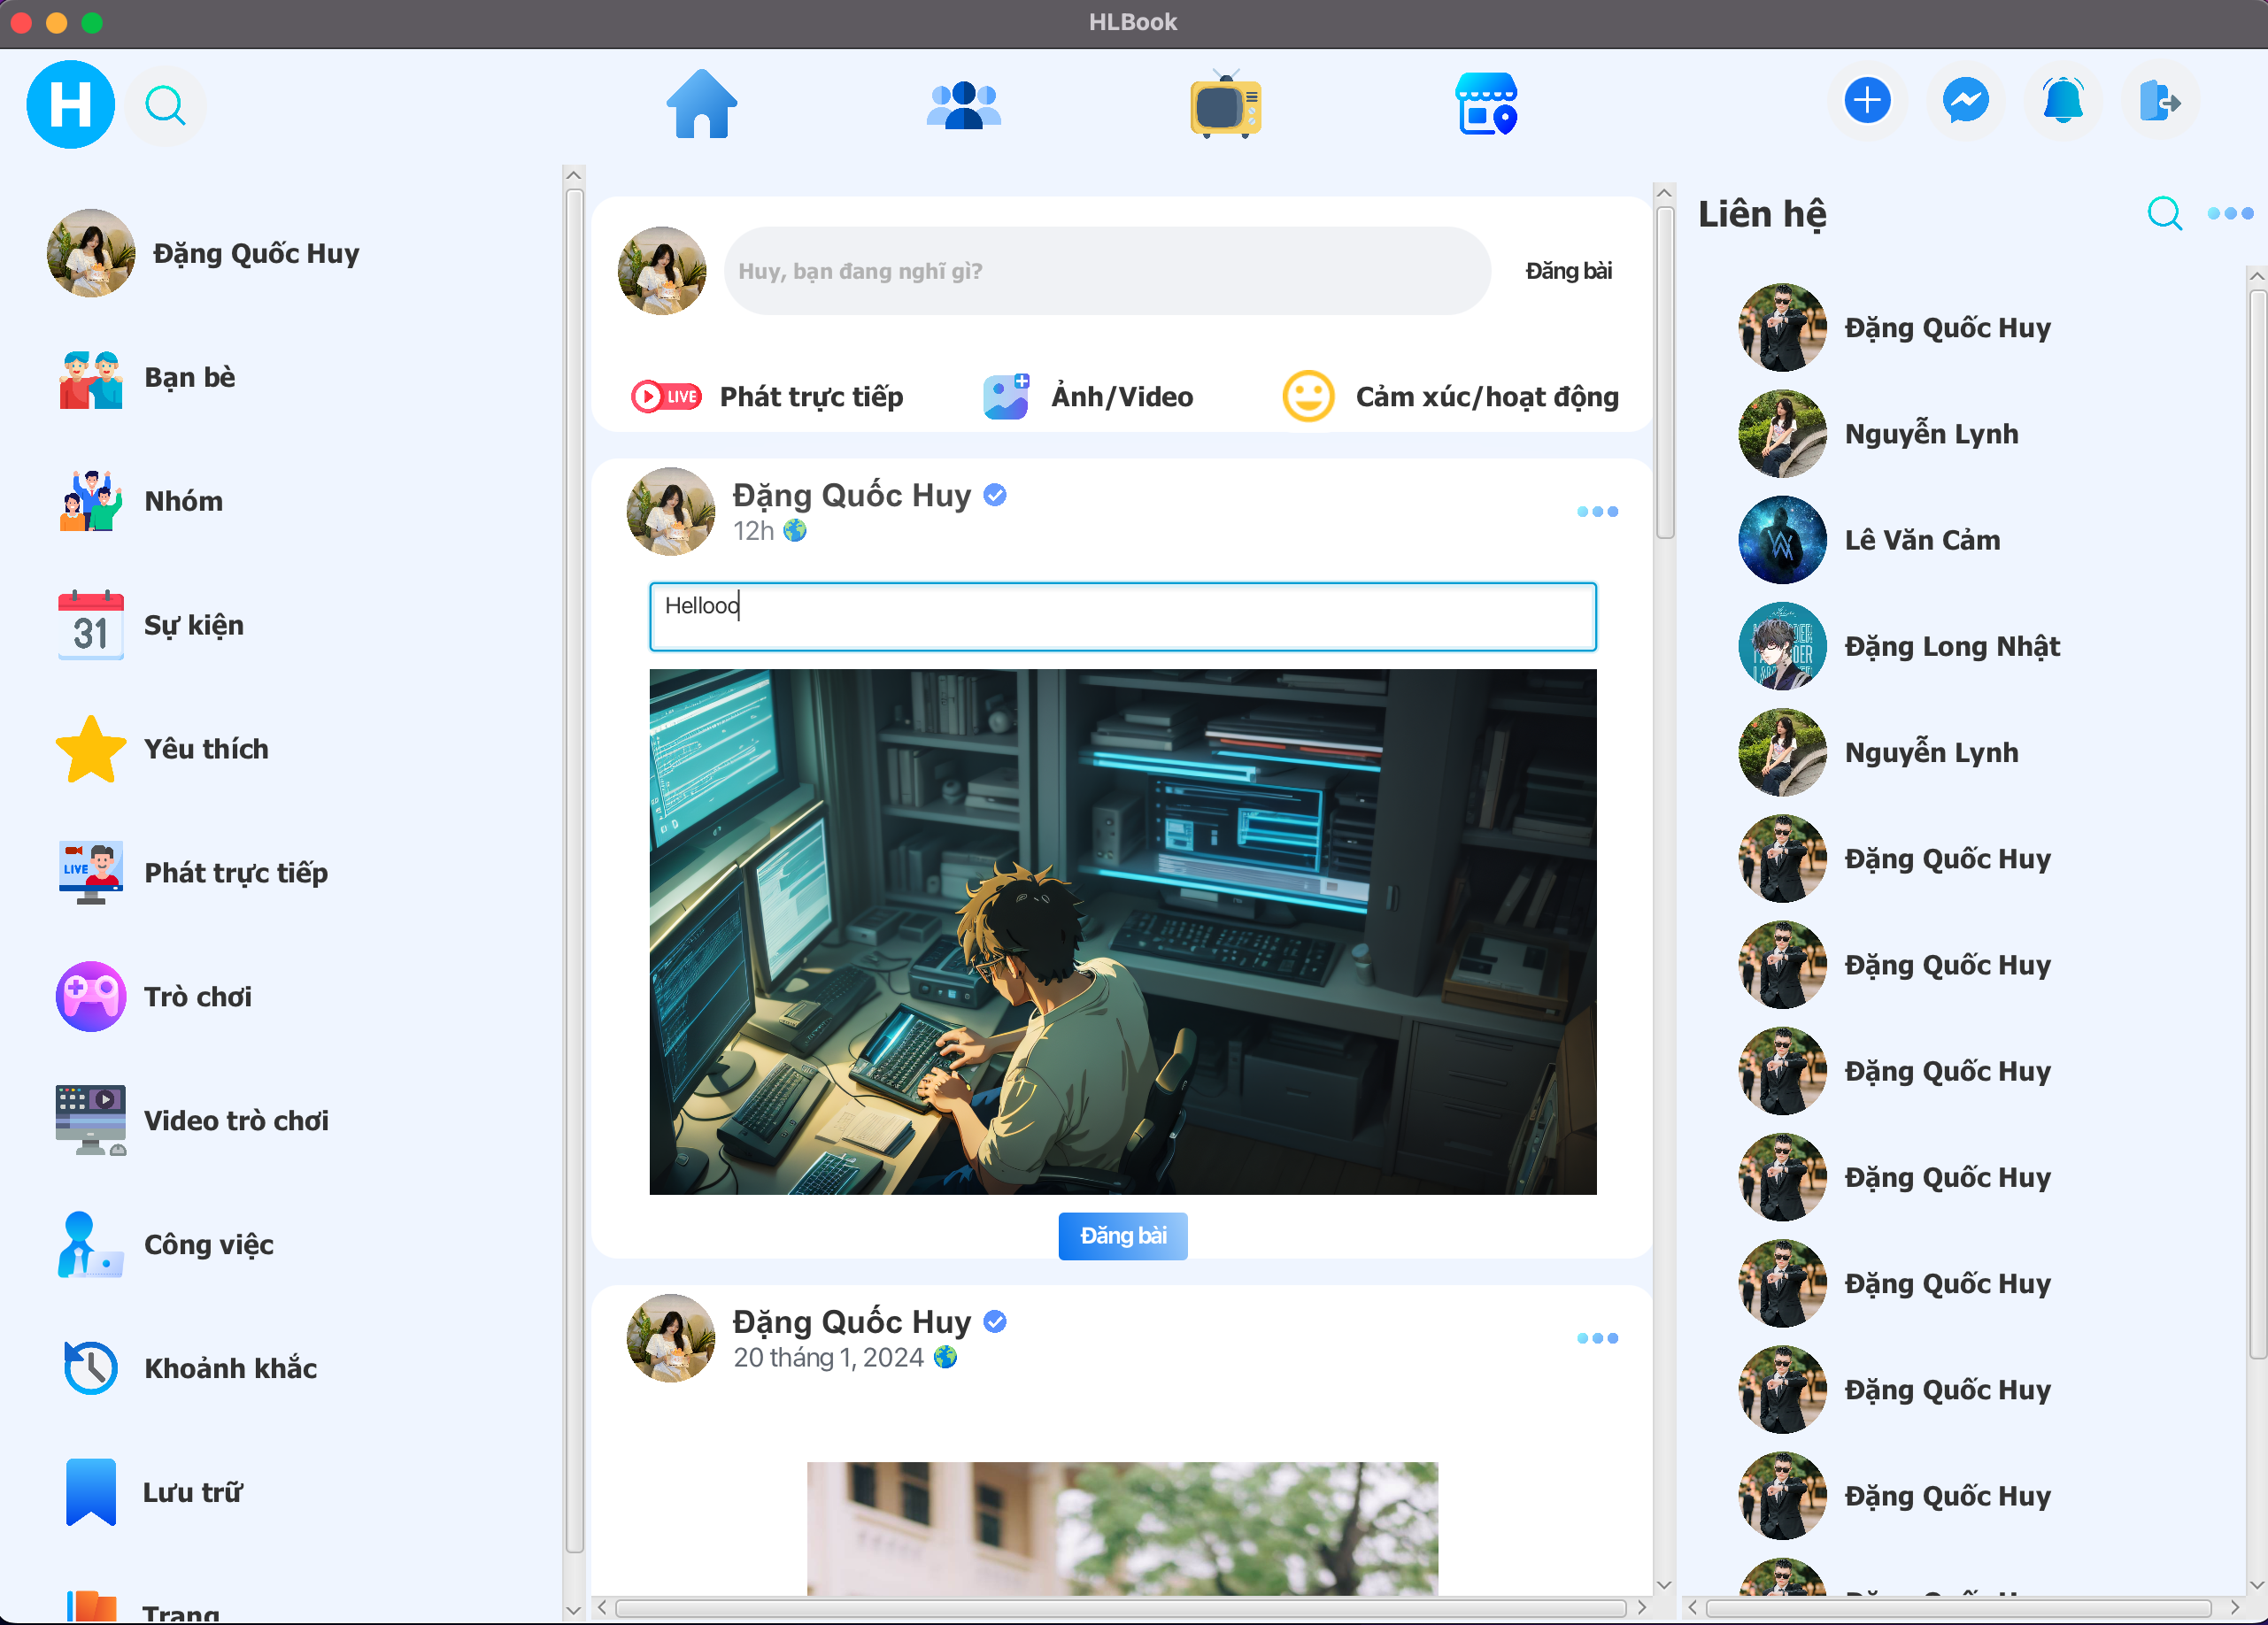 HLBook
H
Đặng Quốc Huy
Bạn bè
Nhóm
31
Sự kiện
Yêu thích
LIVE
Phát trực tiếp
Trò chơi
Video trò chơi
Công việc
Khoảnh khắc
Lưu trữ
Trang
Huy, bạn đang nghĩ gì?
Đăng bài
LIVE
Phát trực tiếp
Ảnh/Video
Cảm xúc/hoạt động
Đặng Quốc Huy
12h
Hellooo
Đăng bài
Đặng Quốc Huy
20 tháng 1, 2024
Liên hệ
Đặng Quốc Huy
Nguyễn Lynh
Lê Văn Cảm
Đặng Long Nhật
Nguyễn Lynh
Đặng Quốc Huy
Đặng Quốc Huy
Đặng Quốc Huy
Đặng Quốc Huy
Đặng Quốc Huy
Đặng Quốc Huy
Đặng Quốc Huy